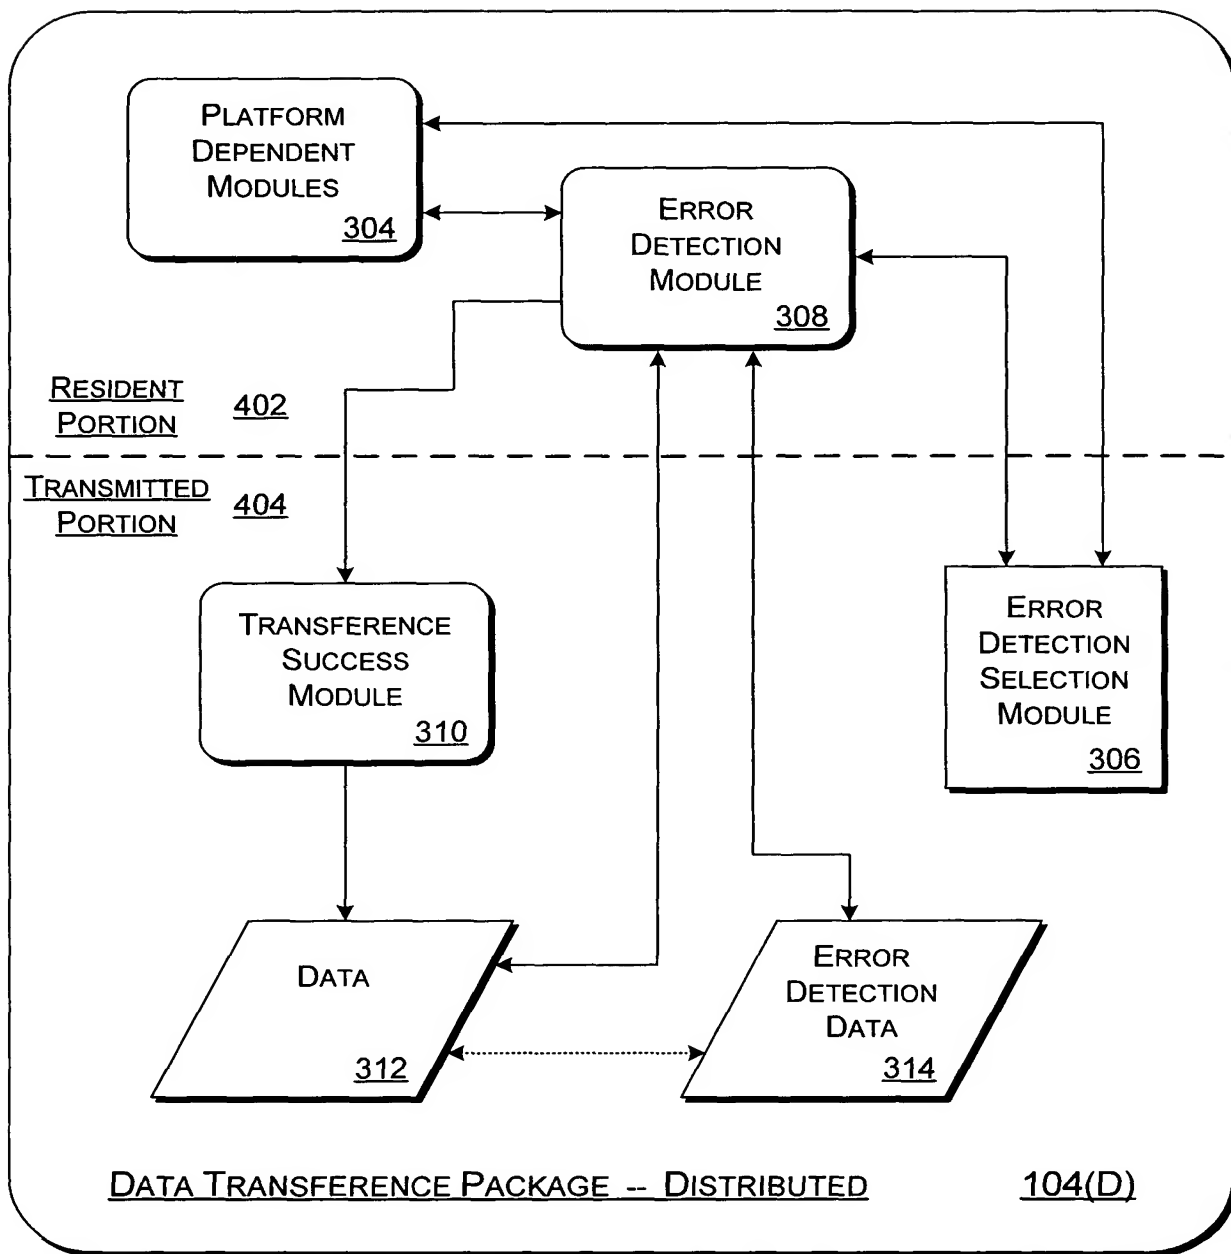 PLATFORM
DEPENDENT
MODULES
304
ERROR
DETECTION
MODULE
308
RESIDENT
PORTION
402
TRANSMITTED
PORTION
404
TRANSFERENCE
SUCCESS
MODULE
310
ERROR
DETECTION
SELECTION
MODULE
306
DATA
312
ERROR
DETECTION
DATA
314
DATA TRANSFERENCE PACKAGE -- DISTRIBUTED 104(D)